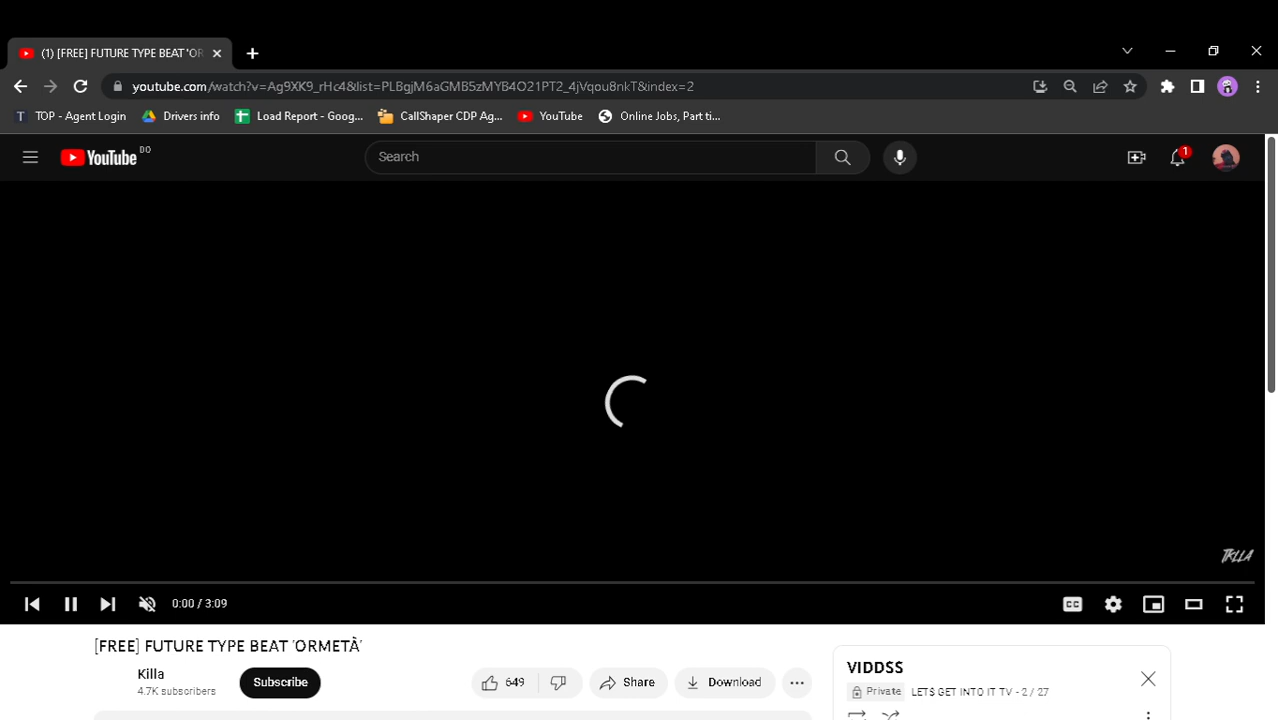 (1) [FREE] FUTURE TYPE BEAT 'OR
youtube.com/watch?v=Ag9XK9_rHc4&list=PLBgjM6aGMB5zMYB4O21PT2_4jVqou8nkT&index=2
TOP - Agent Login Drivers info Load Report - Goog... CallShaper CDP Ag... YouTube Online Jobs, Part ti...
YouTube DO Search 1
TKLLA
0:00 / 3:09 CC
[FREE] FUTURE TYPE BEAT 'ORMETÀ'
Killa
4.7K subscribers
Subscribe 649 Share Download
VIDDSS
Private LETS GET INTO IT TV - 2 / 27